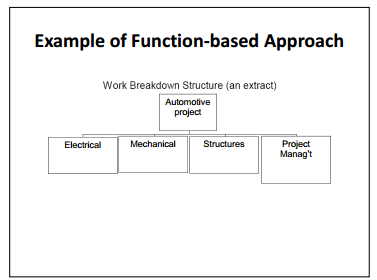 Example of Function-based Approach
Work Breakdown Structure (an extract)
Automotive
project
Electrical
Mechanical
Structures
Project
Manag't